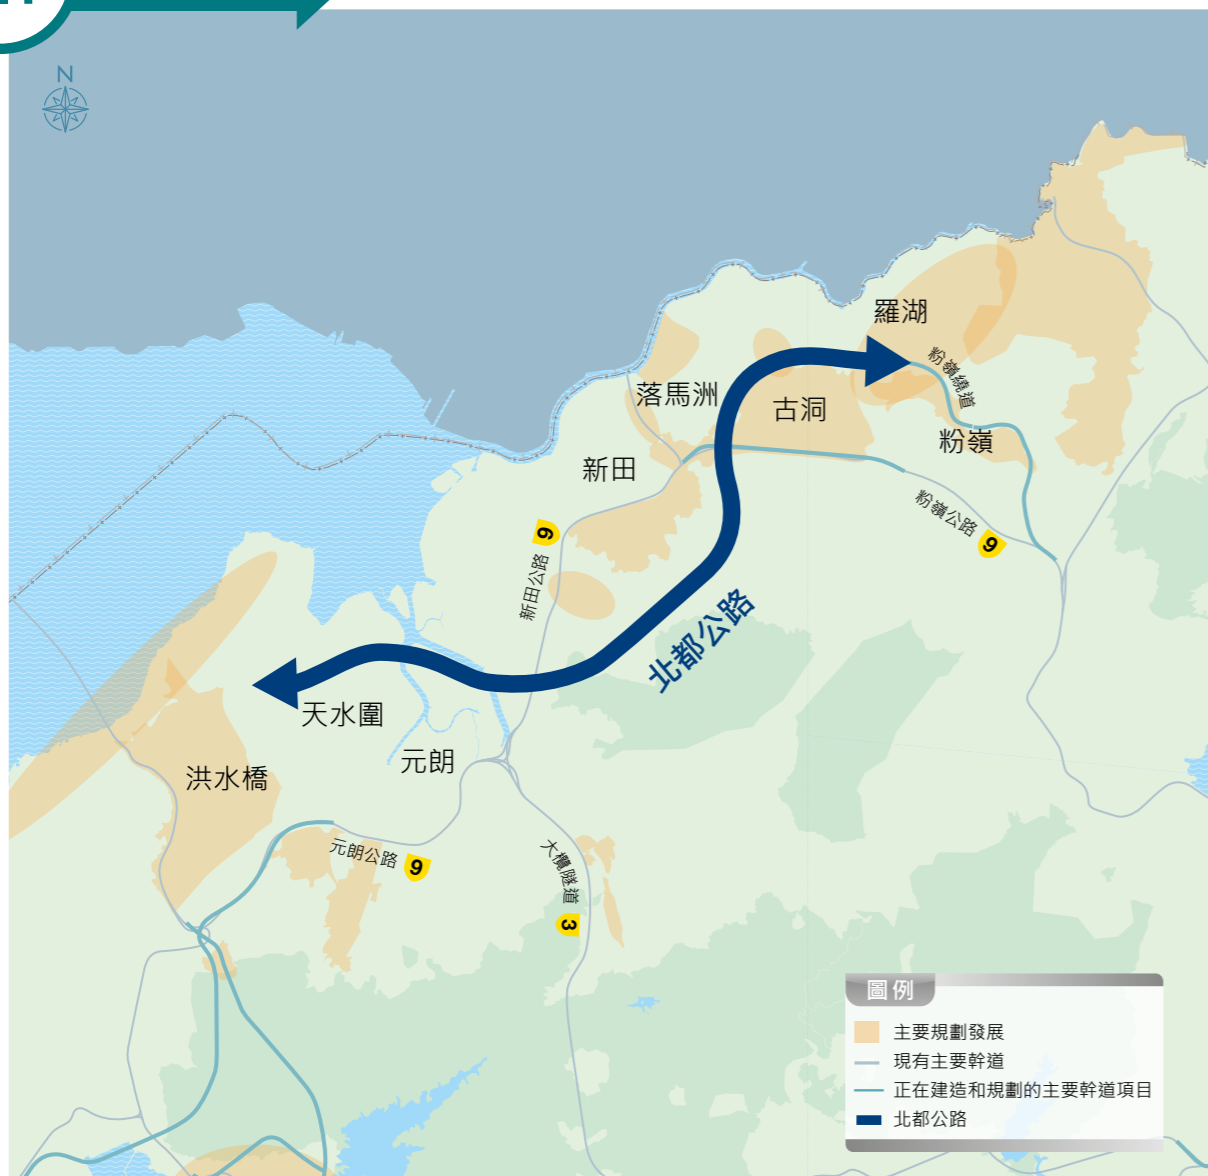 N
羅湖
粉嶺繞道
落馬洲
古洞
粉嶺
新田
粉嶺公路
9
9
新田公路
北都公路
天水圍
元朗
洪水橋
元朗公路
9
大欖隧道
3
圖例
主要規劃發展
現有主要幹道
正在建造和規劃的主要幹道項目
北都公路